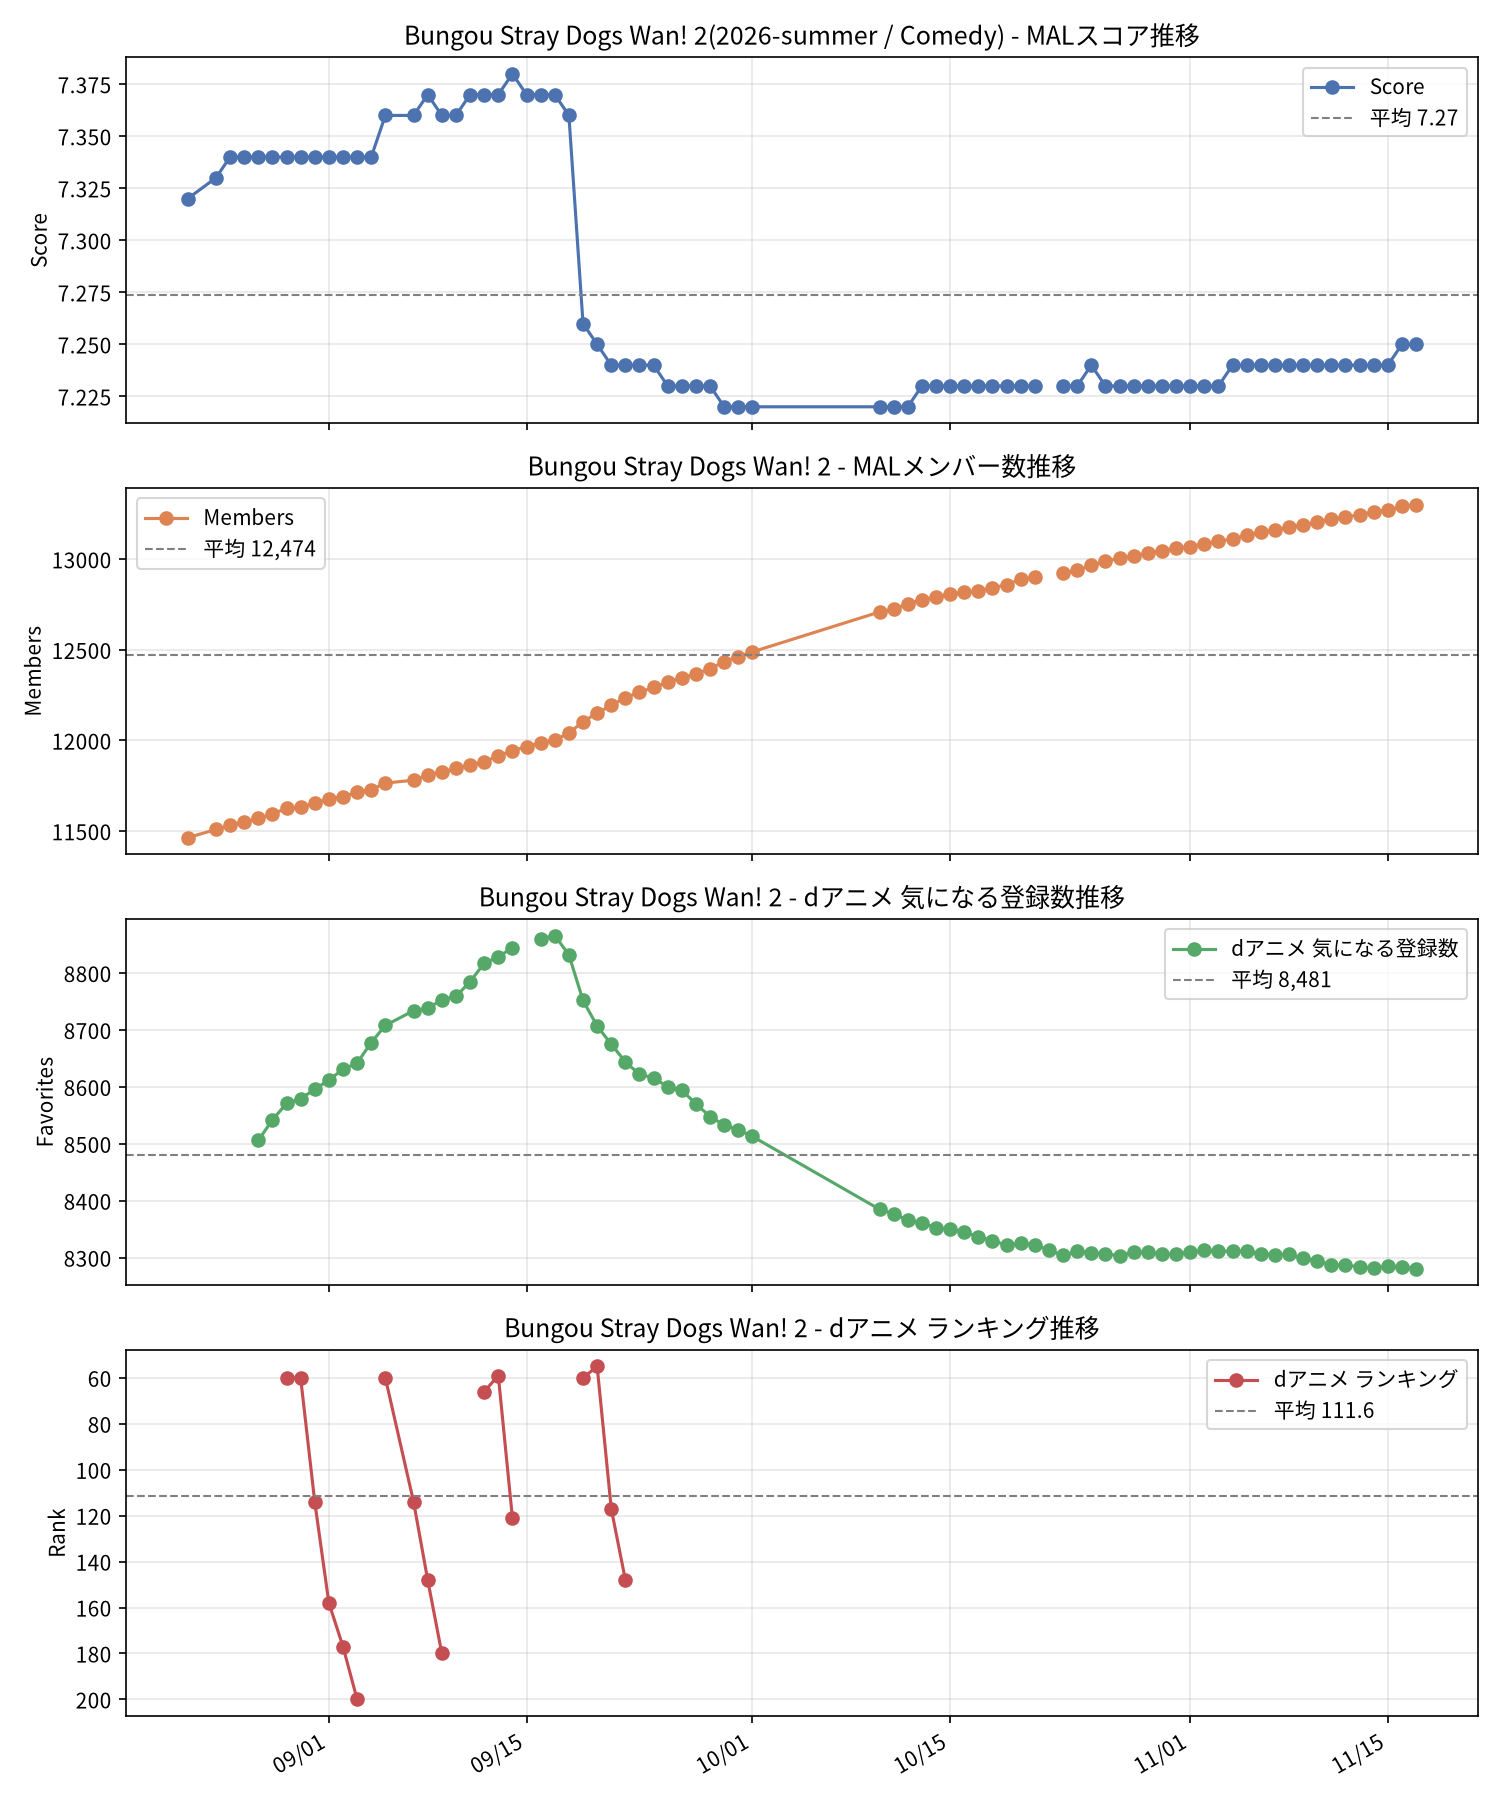 Bungou Stray Dogs Wan! 2(2026-summer / Comedy) - MALスコア推移
Score
7.375
7.350
7.325
7.300
7.275
7.250
7.225
Score
平均 7.27
Bungou Stray Dogs Wan! 2 - MALメンバー数推移
Members
13000
12500
12000
11500
Members
平均 12,474
Bungou Stray Dogs Wan! 2 - dアニメ 気になる登録数推移
Favorites
8800
8700
8600
8500
8400
8300
dアニメ 気になる登録数
平均 8,481
Bungou Stray Dogs Wan! 2 - dアニメ ランキング推移
Rank
60
80
100
120
140
160
180
200
dアニメ ランキング
平均 111.6
09/01
09/15
10/01
10/15
11/01
11/15